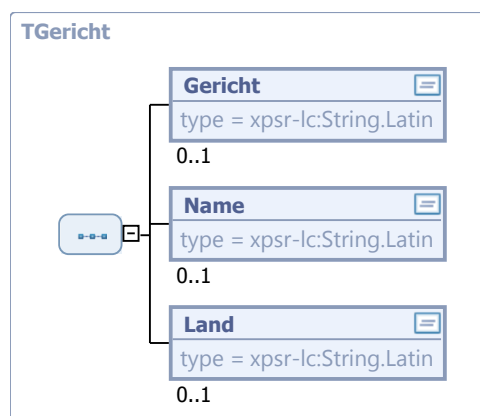 TGericht
Gericht
type = xpsr-lc:String.Latin
0..1
Name
type = xpsr-lc:String.Latin
0..1
Land
type = xpsr-lc:String.Latin
0..1